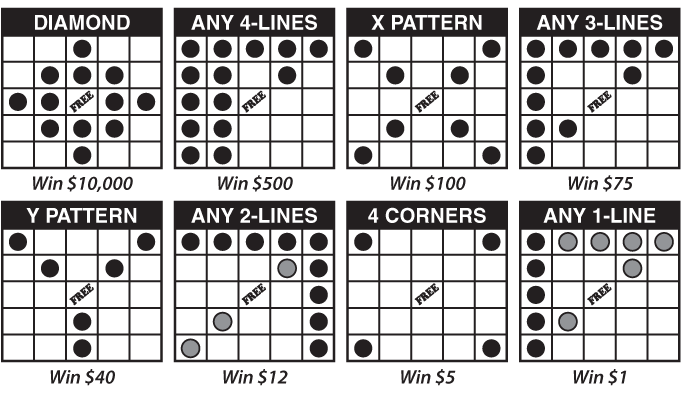 DIAMOND
ANY 4-LINES
X PATTERN
ANY 3-LINES
FREE
FREE
FREE
FREE
Win $10,000
Win $500
Win $100
Win $75
Y PATTERN
ANY 2-LINES
4 CORNERS
ANY 1-LINE
FREE
FREE
FREE
FREE
Win $40
Win $12
Win $5
Win $1